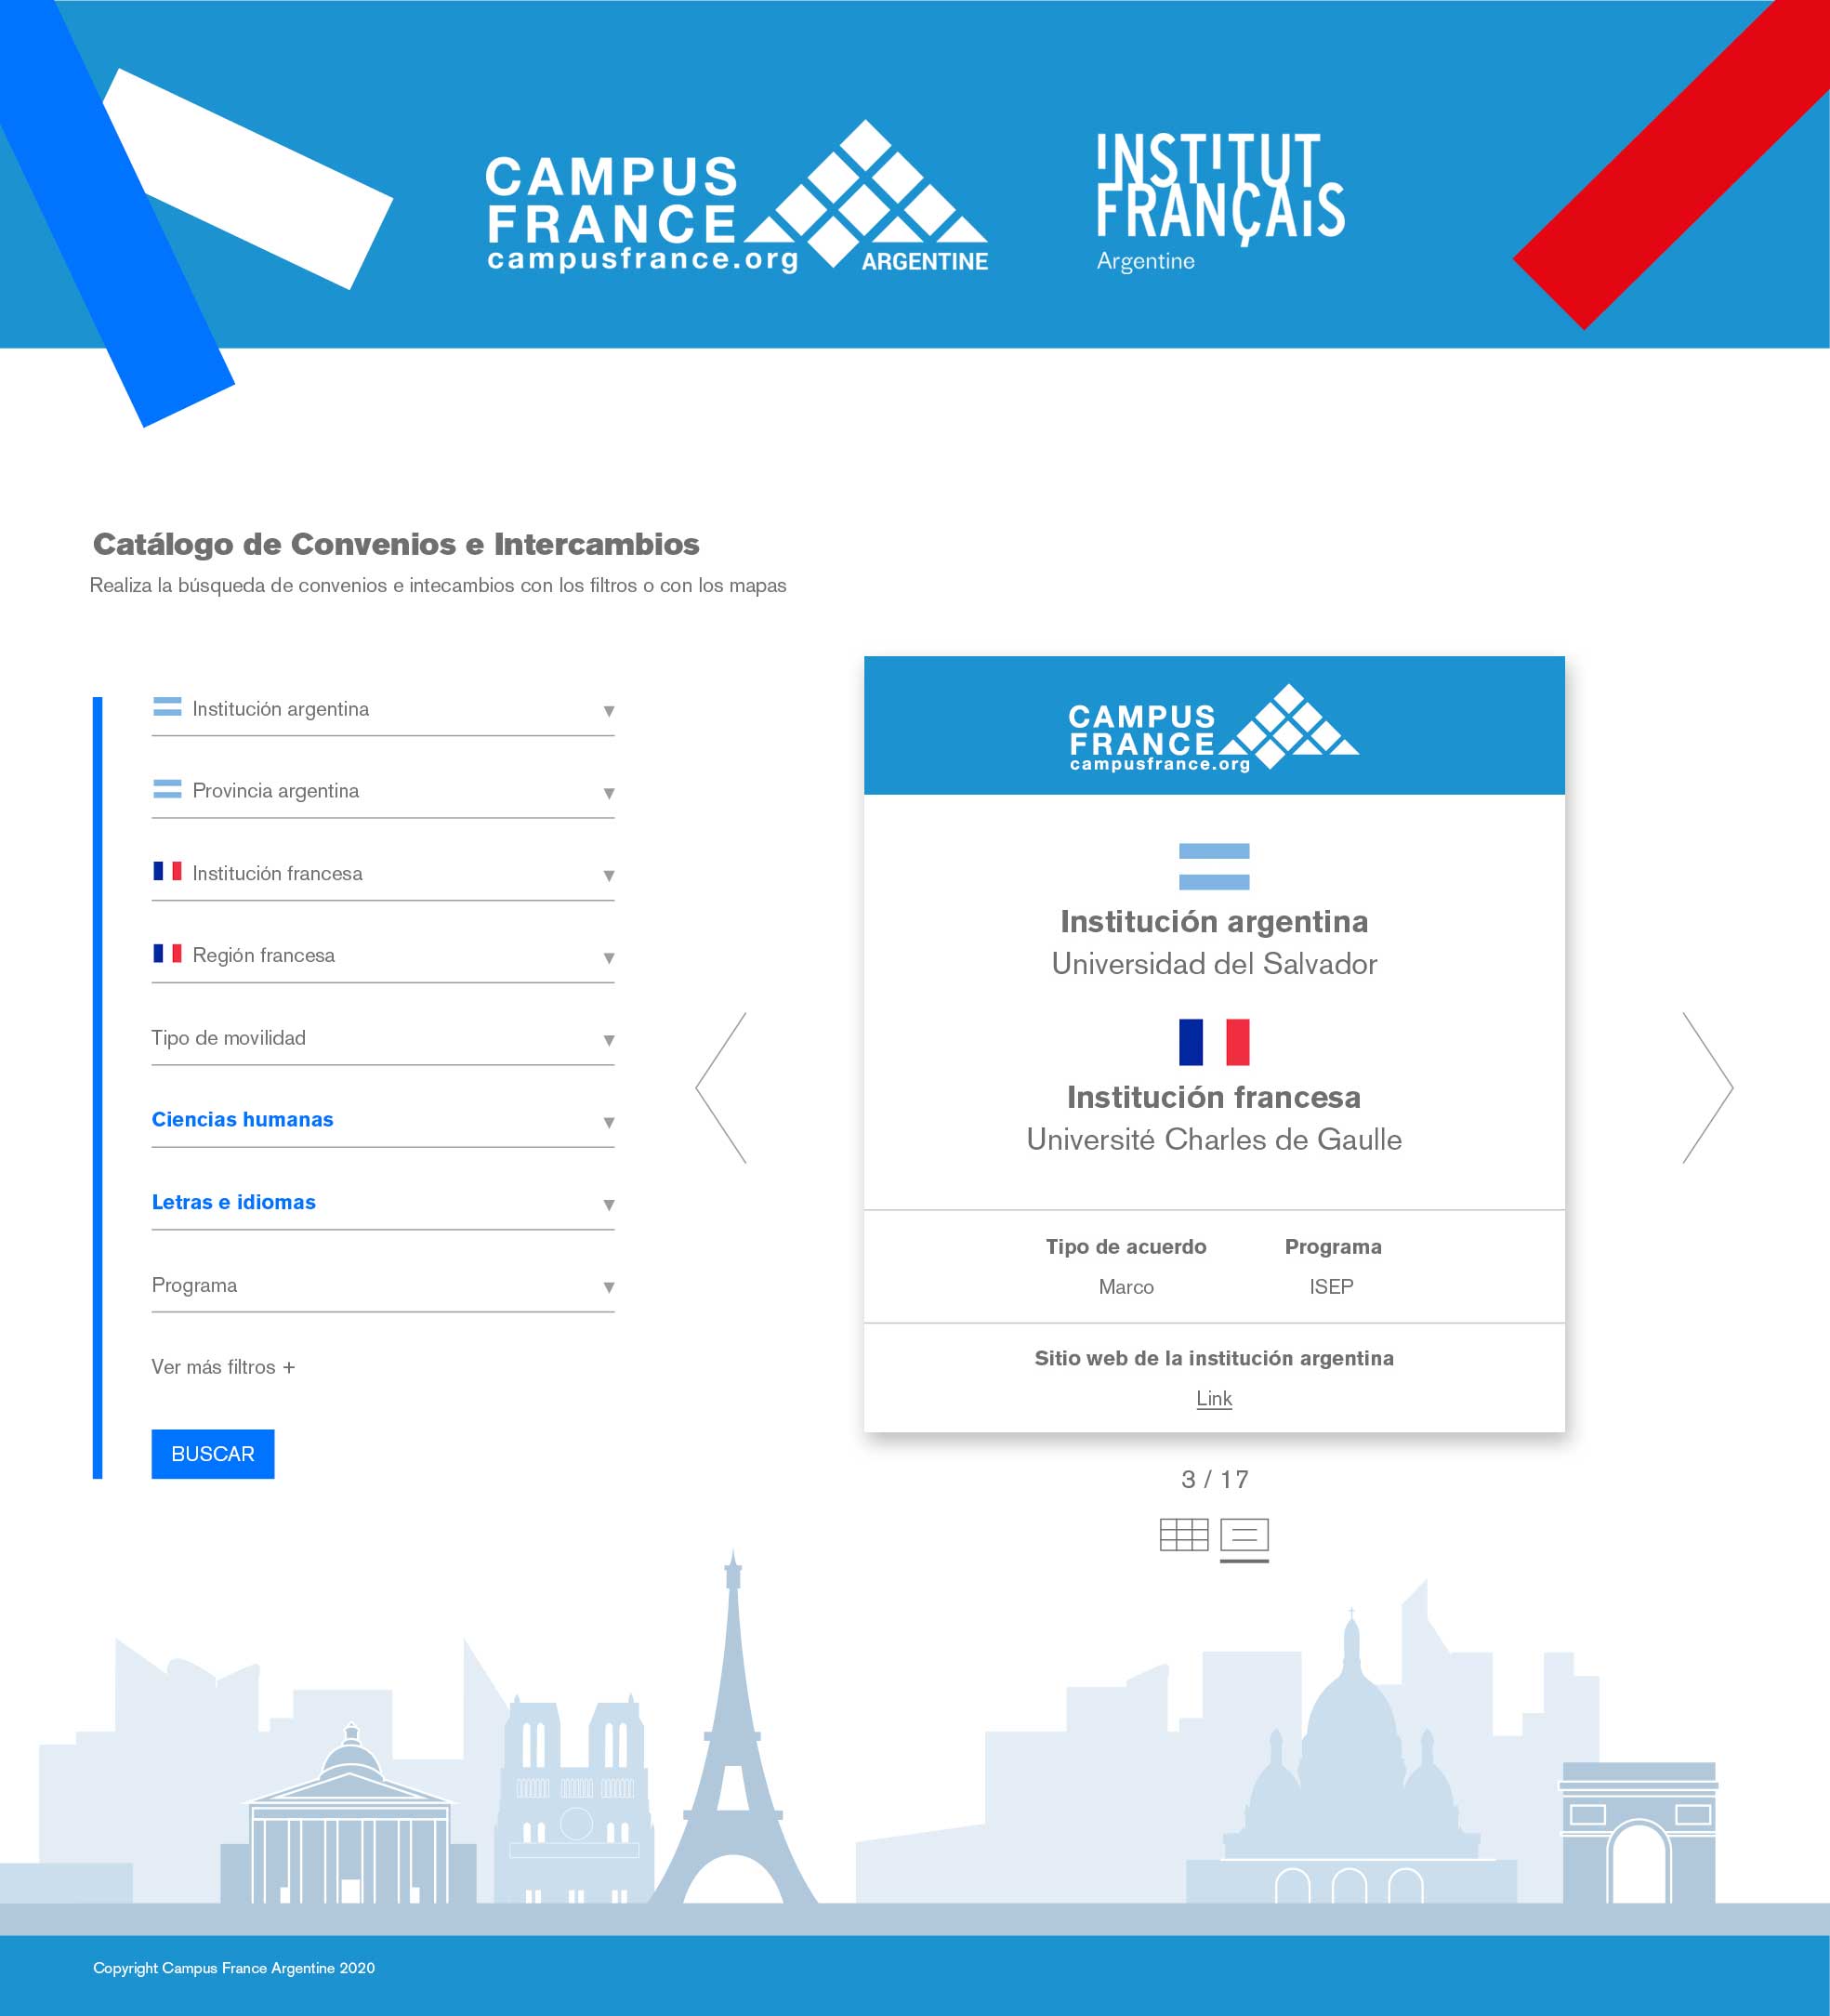 CAMPUS
FRANCE
campusfrance.org
ARGENTINE
INSTITUT
FRANÇAIS
Argentine
Catálogo de Convenios e Intercambios
Realiza la búsqueda de convenios e intecambios con los filtros o con los mapas
Institución argentina ▼
Provincia argentina ▼
Institución francesa ▼
Región francesa ▼
Tipo de movilidad ▼
Ciencias humanas ▼
Letras e idiomas ▼
Programa ▼
Ver más filtros +
BUSCAR
CAMPUS
FRANCE
campusfrance.org
Institución argentina
Universidad del Salvador
Institución francesa
Université Charles de Gaulle
Tipo de acuerdo Programa
Marco ISEP
Sitio web de la institución argentina
Link
3 / 17
Copyright Campus France Argentine 2020